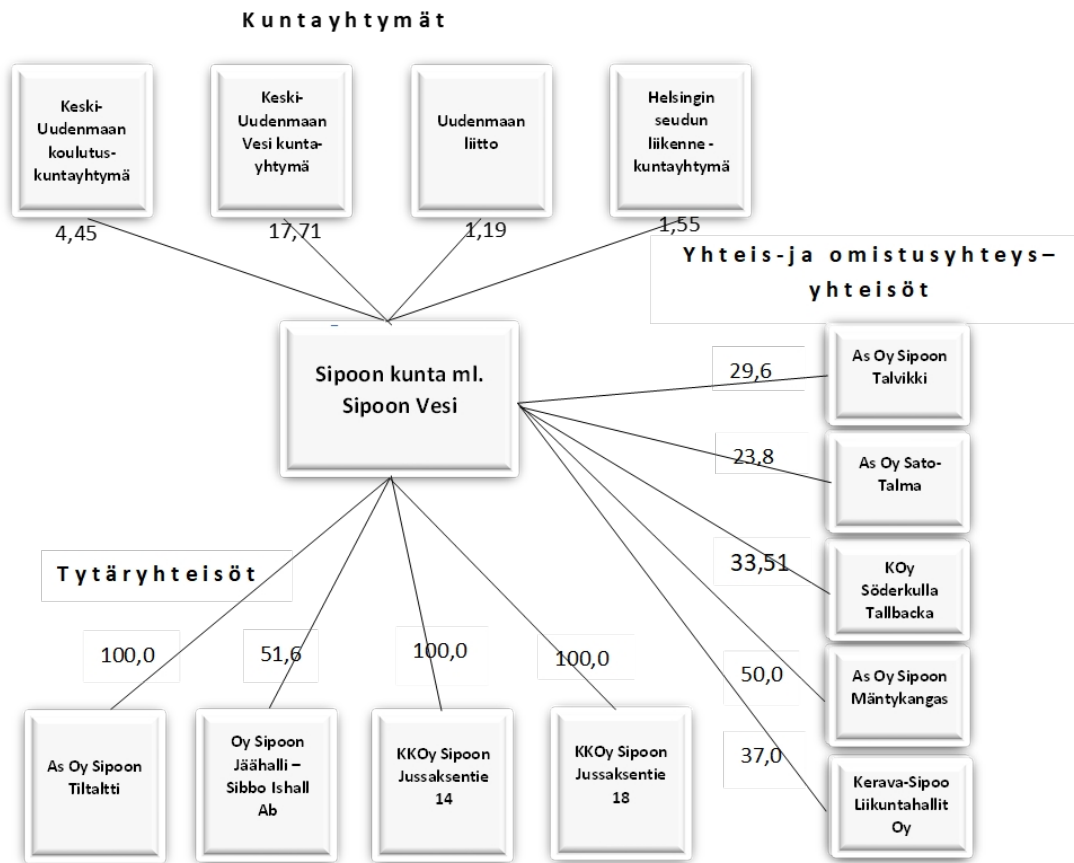 Kuntayhtymät
Keski-
Uudenmaan
koulutus-
kuntayhtymä
Keski-
Uudenmaan
Vesi kunta-
yhtymä
Uudenmaan
liitto
Helsingin
seudun
liikenne -
kuntayhtymä
4,45
17,71
1,19
1,55
Yhteis-ja omistusyhteys–
yhteisöt
Sipoon kunta ml.
Sipoon Vesi
29,6
As Oy Sipoon
Talvikki
23,8
As Oy Sato-
Talma
33,51
KOy
Söderkulla
Tallbacka
50,0
As Oy Sipoon
Mäntykangas
37,0
Kerava-Sipoo
Liikuntahallit
Oy
Tytäryhteisöt
100,0
51,6
100,0
100,0
As Oy Sipoon
Tiltaltti
Oy Sipoon
Jäähalli –
Sibbo Ishall
Ab
KKOy Sipoon
Jussaksentie
14
KKOy Sipoon
Jussaksentie
18